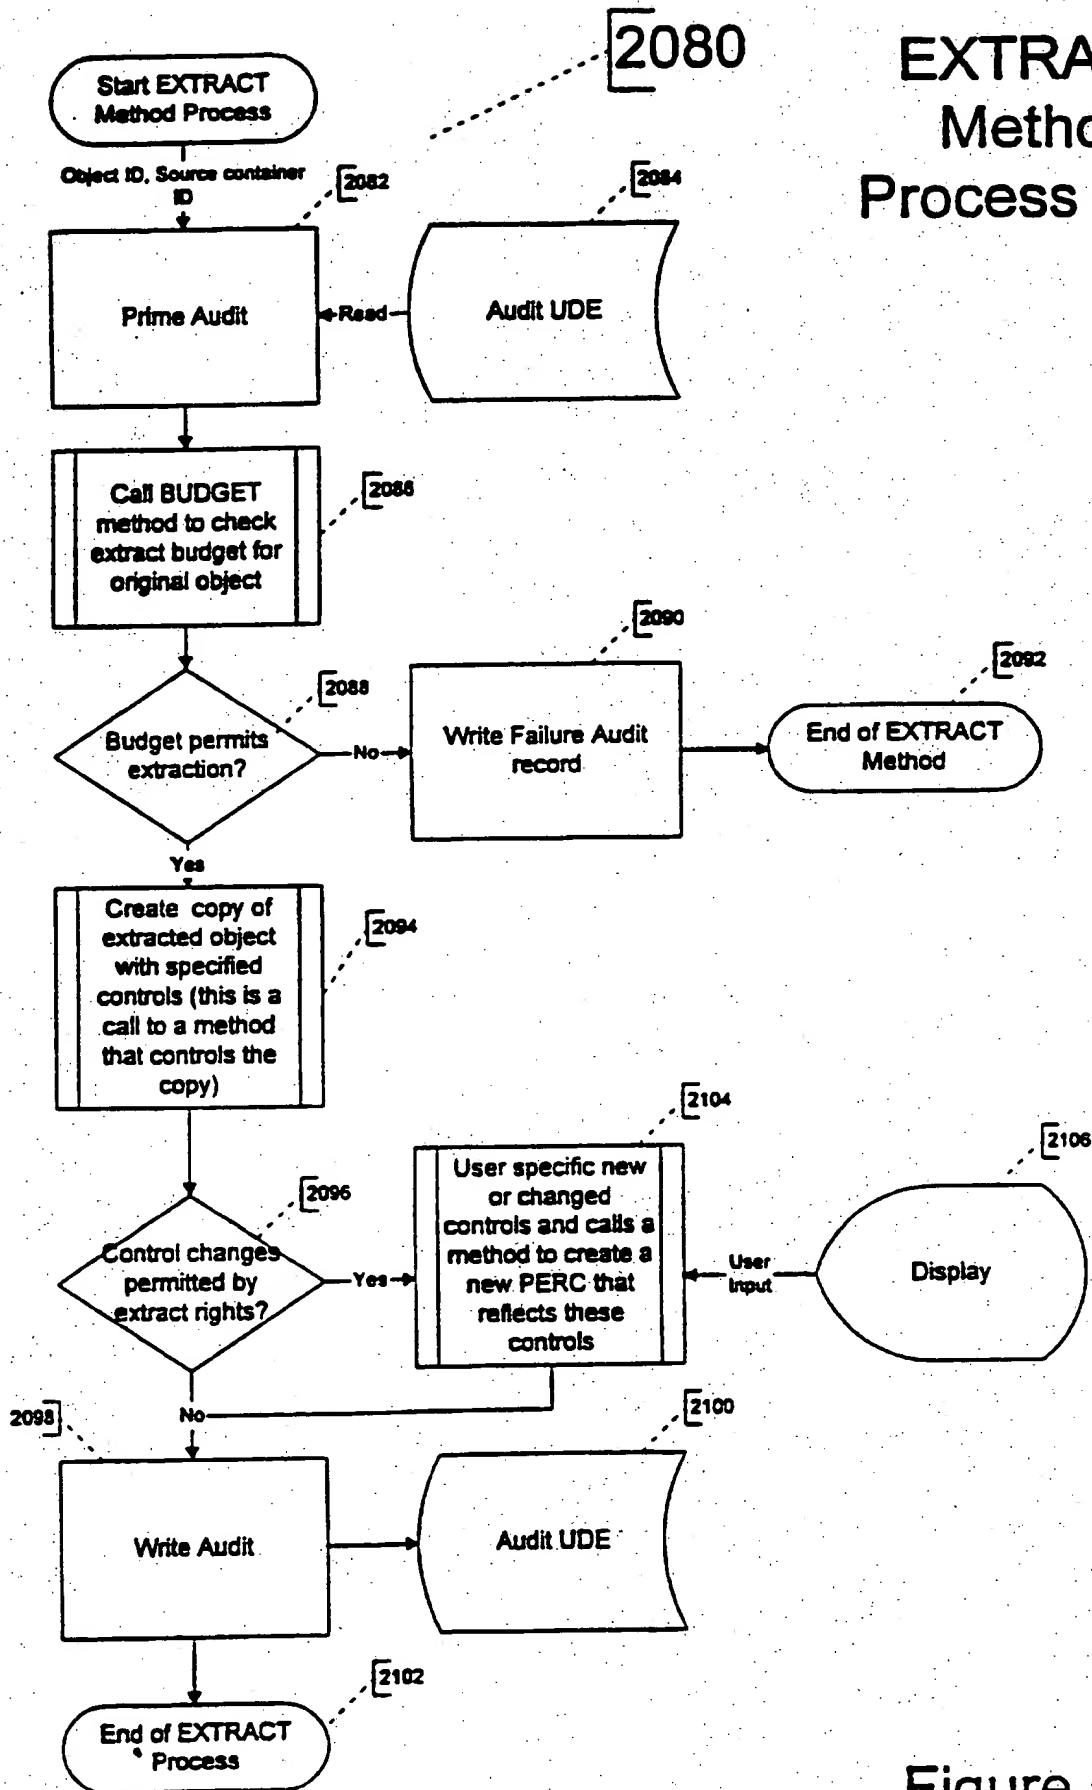 2080
EXTRA
Metho
Process
Start EXTRACT
Method Process
Object ID, Source container
ID
2082
2084
Prime Audit
Read
Audit UDE
Call BUDGET
method to check
extract budget for
original object
2086
2088
2090
2092
Budget permits
extraction?
No
Write Failure Audit
record
End of EXTRACT
Method
Yes
Create copy of
extracted object
with specified
controls (this is a
call to a method
that controls the
copy)
2094
2096
2104
2106
Control changes
permitted by
extract rights?
Yes
User specific new
or changed
controls and calls a
method to create a
new PERC that
reflects these
controls
User
Input
Display
No
2098
2100
Write Audit
Audit UDE
2102
End of EXTRACT
Process
Figure